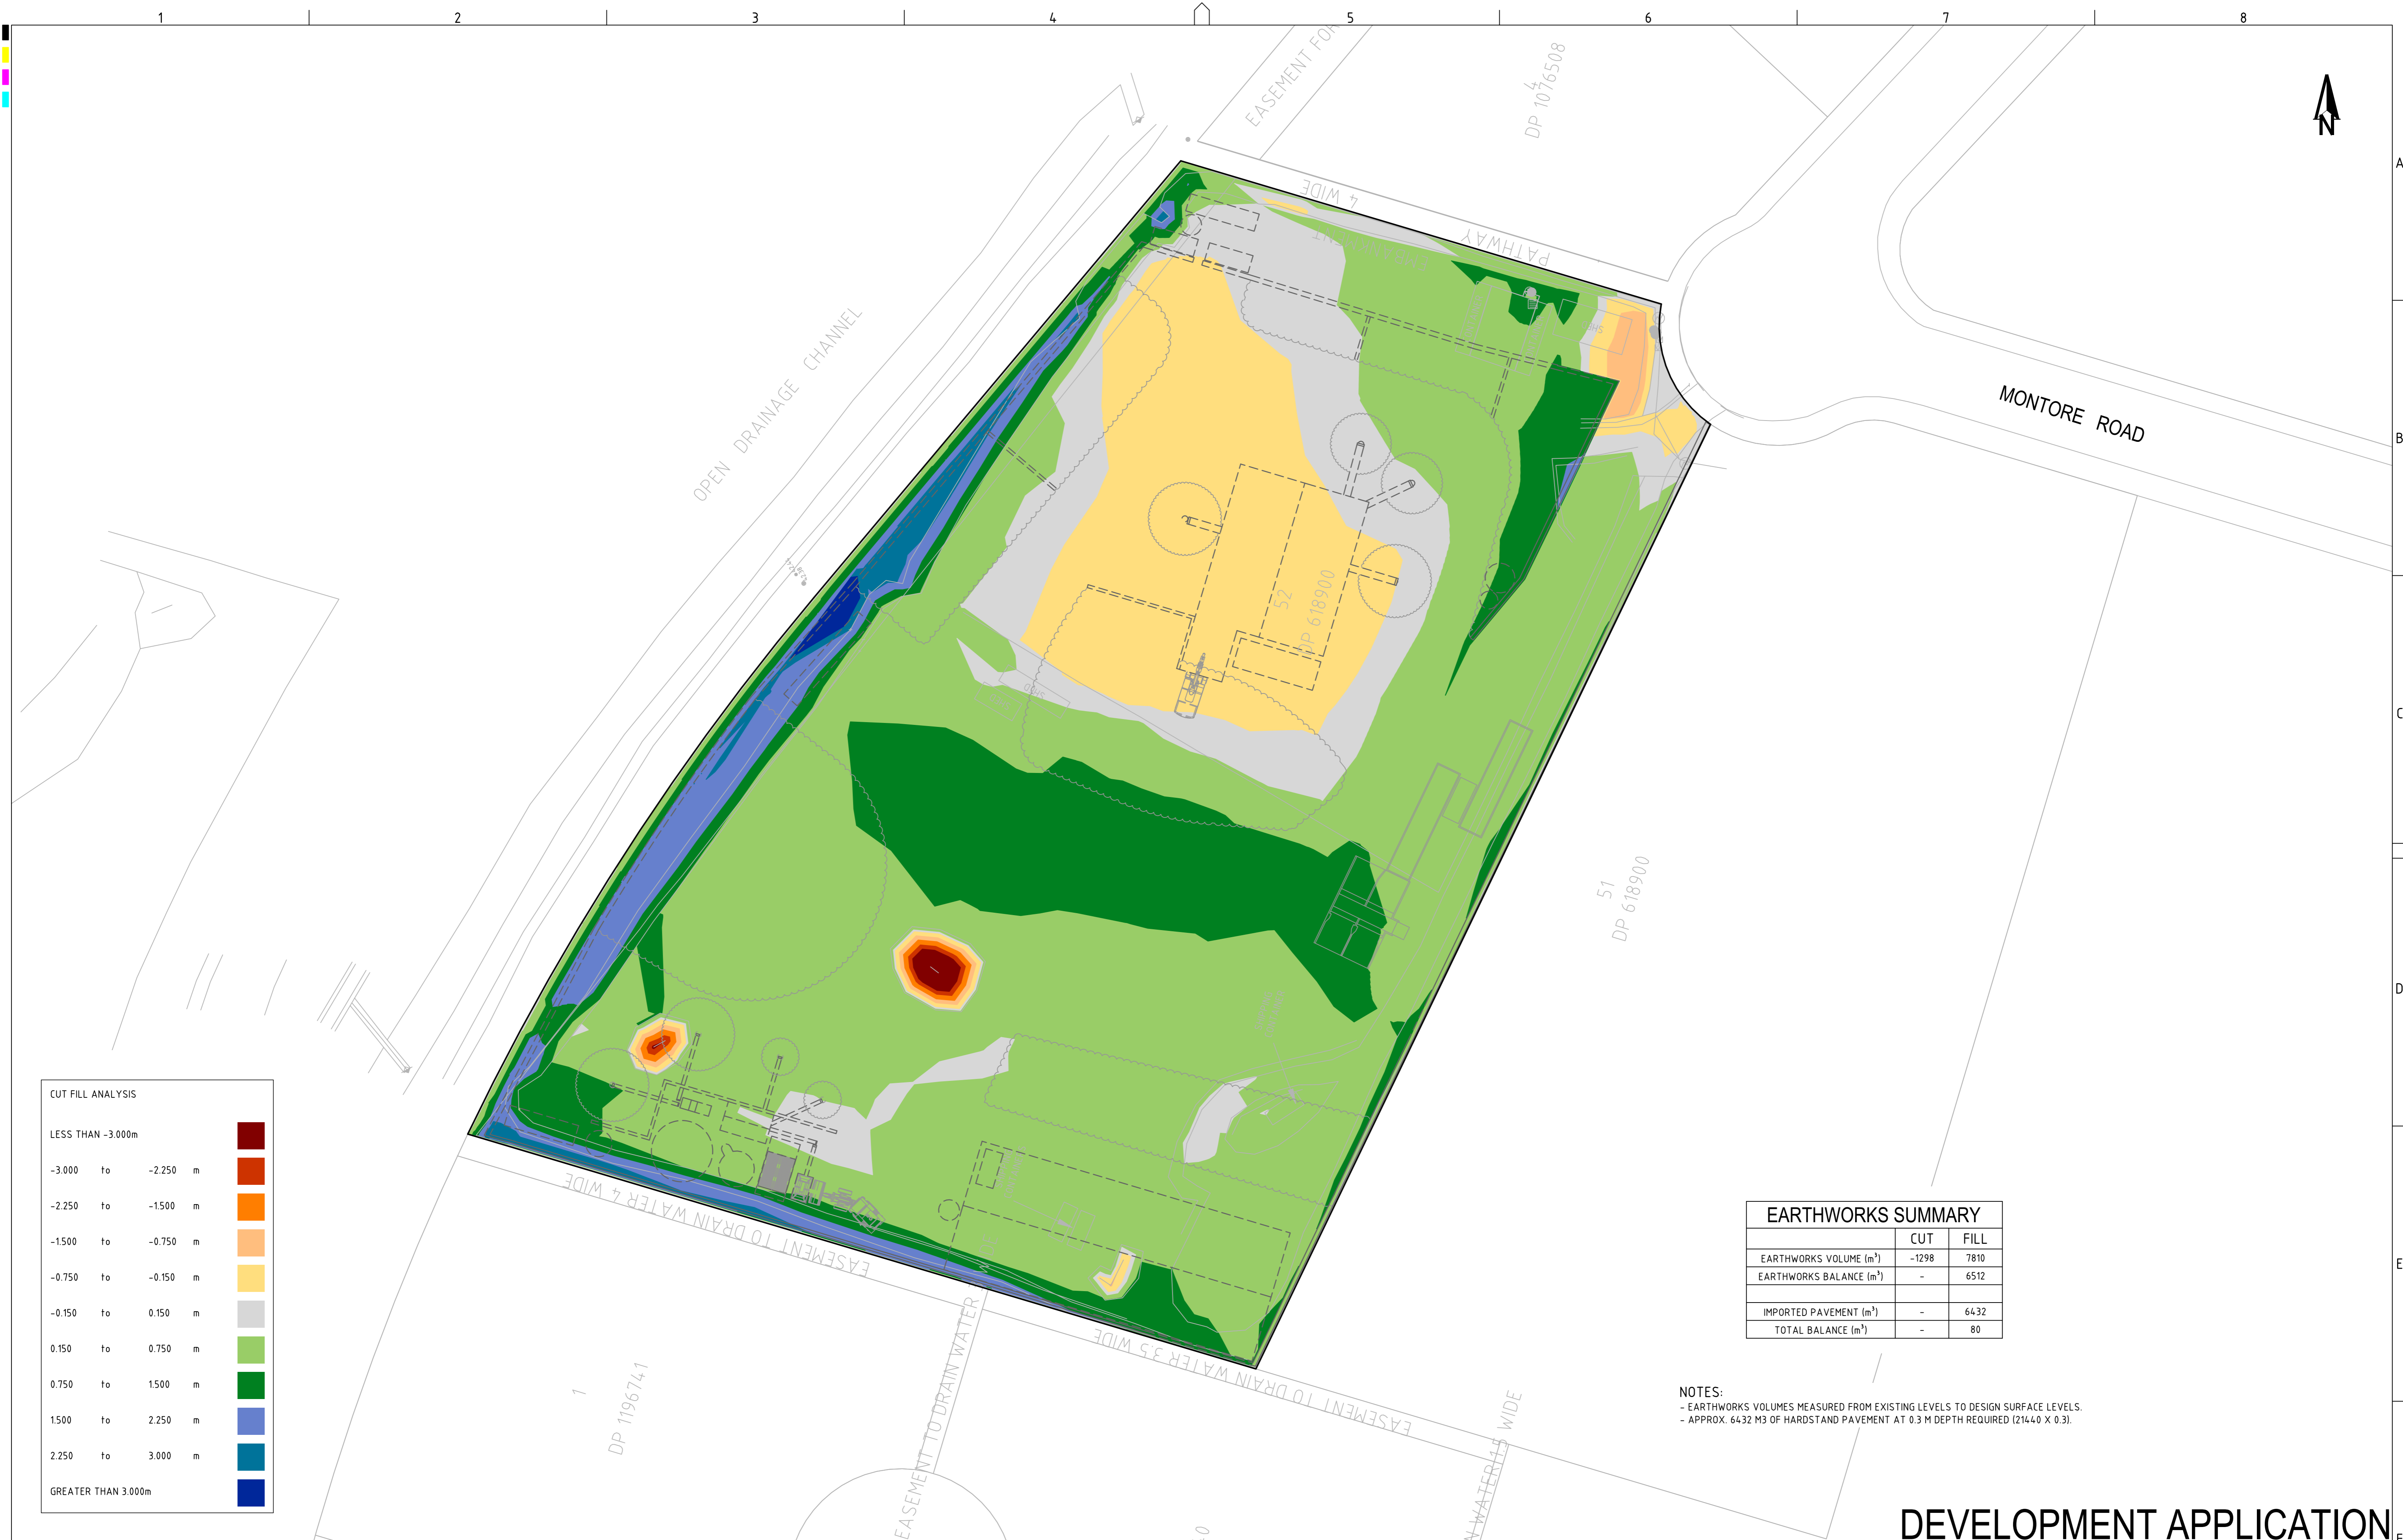 1 2 3 4 5 6 7 8
A
B
C
D
E
N
EASEMENT FOR
4
DP 1076508
4 WIDE
PATHWAY
OPEN DRAINAGE CHANNEL
MONTORE ROAD
52
DP 618900
SHED
51
DP 618900
EASEMENT TO DRAIN WATER 4 WIDE
EASEMENT TO DRAIN WATER 3.5 WIDE
EASEMENT TO DRAIN WATER
1
DP 1196741
CUT FILL ANALYSIS
LESS THAN -3.000m
-3.000 to -2.250 m
-2.250 to -1.500 m
-1.500 to -0.750 m
-0.750 to -0.150 m
-0.150 to 0.150 m
0.150 to 0.750 m
0.750 to 1.500 m
1.500 to 2.250 m
2.250 to 3.000 m
GREATER THAN 3.000m
EARTHWORKS SUMMARY
CUT FILL
EARTHWORKS VOLUME (m³) -1298 7810
EARTHWORKS BALANCE (m³) - 6512
IMPORTED PAVEMENT (m³) - 6432
TOTAL BALANCE (m³) - 80
NOTES:
- EARTHWORKS VOLUMES MEASURED FROM EXISTING LEVELS TO DESIGN SURFACE LEVELS.
- APPROX. 6432 M3 OF HARDSTAND PAVEMENT AT 0.3 M DEPTH REQUIRED (21440 X 0.3).
DEVELOPMENT APPLICATION